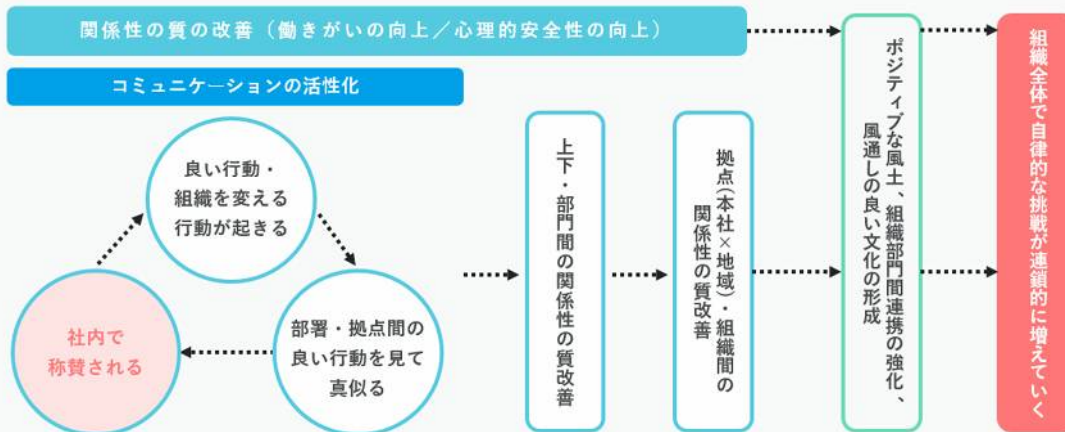 関係性の質の改善（働きがいの向上／心理的安全性の向上）
コミュニケーションの活性化
良い行動・
組織を変える
行動が起きる
社内で
称賛される
部署・拠点間の
良い行動を見て
真似る
上下・部門間の関係性の質改善
拠点(本社×地域)・組織間の
関係性の質改善
ポジティブな風土、組織部門間連携の強化、
風通しの良い文化の形成
組織全体で自律的な挑戦が連鎖的に増えていく